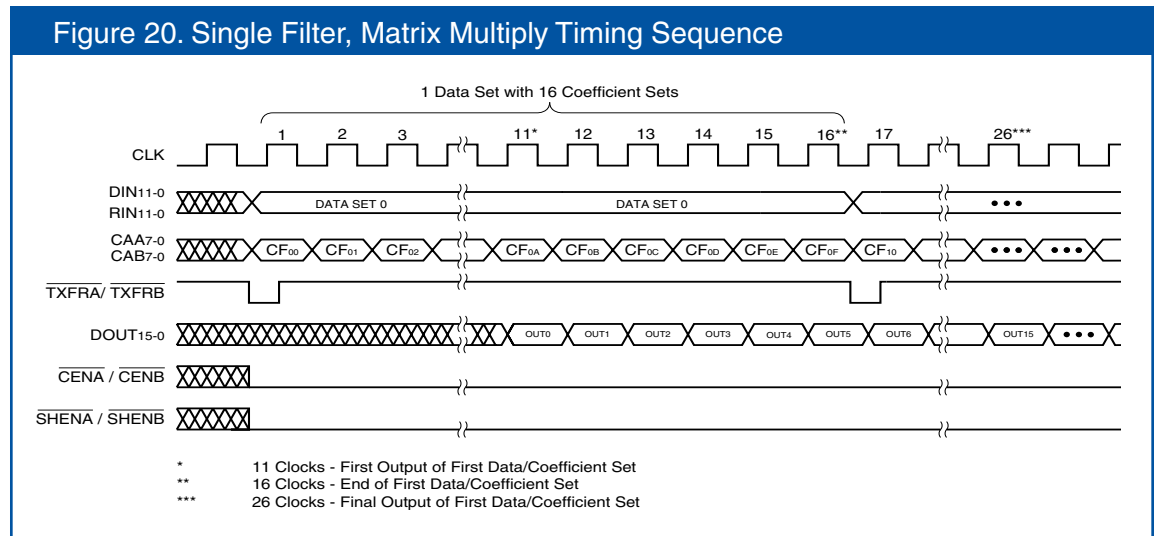 Figure 20. Single Filter, Matrix Multiply Timing Sequence
1 Data Set with 16 Coefficient Sets
1 2 3 11* 12 13 14 15 16** 17 26***
CLK
DIN11-0
RIN11-0
DATA SET 0 DATA SET 0 •••
CAA7-0
CAB7-0
CF00 CF01 CF02 CF0A CF0B CF0C CF0D CF0E CF0F CF10 ••• •••
TXFRA/ TXFRB
DOUT15-0 OUT0 OUT1 OUT2 OUT3 OUT4 OUT5 OUT6 OUT15 •••
CENA / CENB
SHENA / SHENB
* 11 Clocks - First Output of First Data/Coefficient Set
** 16 Clocks - End of First Data/Coefficient Set
*** 26 Clocks - Final Output of First Data/Coefficient Set